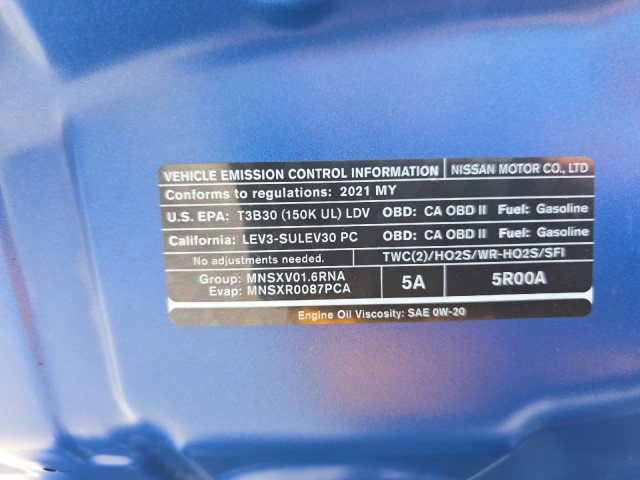 VEHICLE EMISSION CONTROL INFORMATION NISSAN MOTOR CO., LTD
Conforms to regulations: 2021 MY
U.S. EPA: T3B30 (150K UL) LDV OBD: CA OBD II Fuel: Gasoline
California: LEV3-SULEV30 PC OBD: CA OBD II Fuel: Gasoline
No adjustments needed. TWC(2)/HO2S/WR-HO2S/SFI
Group: MNSXV01.6RNA
Evap: MNSXR0087PCA
5A
5R00A
Engine Oil Viscosity: SAE 0W-20